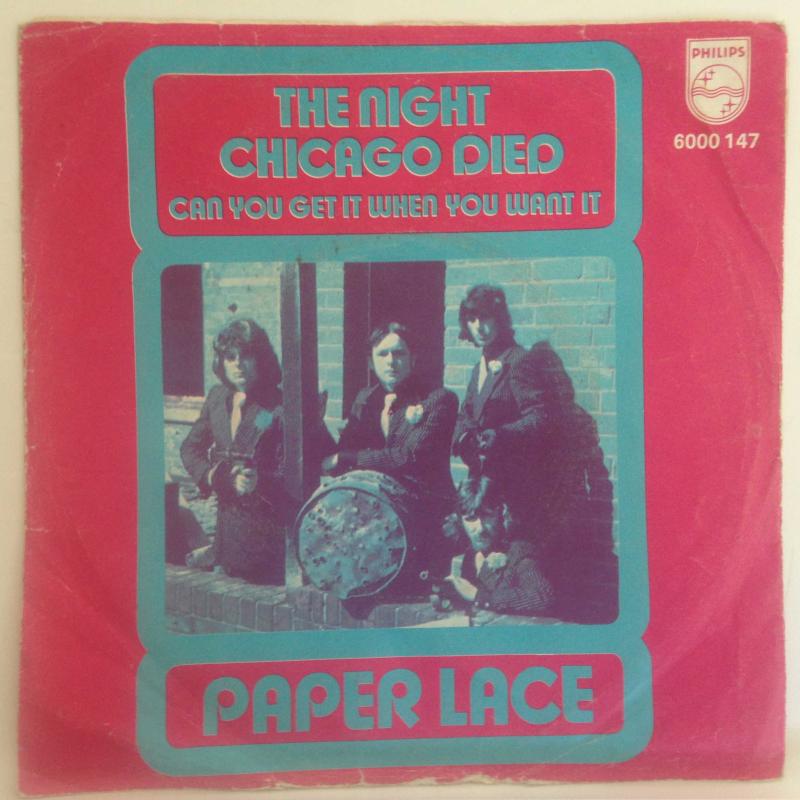 THE NIGHT
CHICAGO DIED
CAN YOU GET IT WHEN YOU WANT IT
PHILIPS
6000 147
PAPER LACE